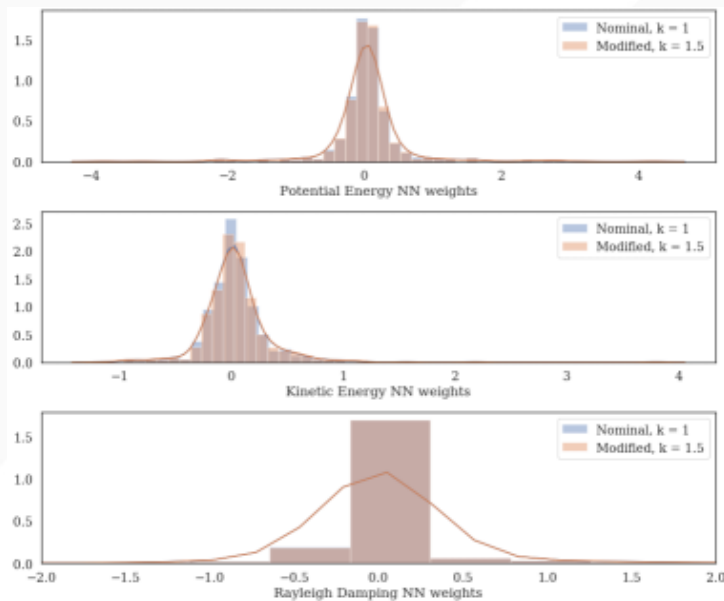 Nominal, k = 1
Modified, k = 1.5
1.5
1.0
0.5
0.0
−4 −2 0 2 4
Potential Energy NN weights
Nominal, k = 1
Modified, k = 1.5
2.5
2.0
1.5
1.0
0.5
0.0
−1 0 1 2 3 4
Kinetic Energy NN weights
Nominal, k = 1
Modified, k = 1.5
1.5
1.0
0.5
0.0
−2.0 −1.5 −1.0 −0.5 0.0 0.5 1.0 1.5 2.0
Rayleigh Damping NN weights